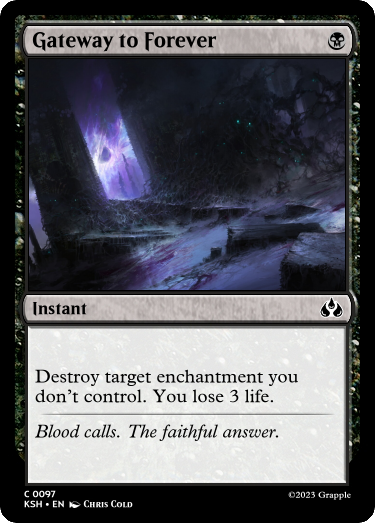 Gateway to Forever
Instant
Destroy target enchantment you
don't control. You lose 3 life.
Blood calls. The faithful answer.
C 0097
KSH • EN Chris Cold
©2023 Grapple